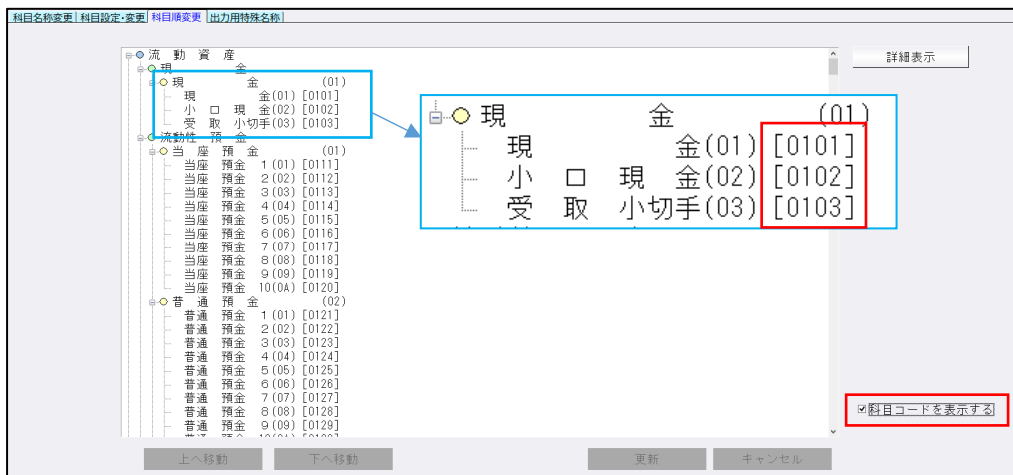 科目名称変更 科目設定・変更 科目順変更 出力用特殊名称
流 動 資 産
現 金
現 金 (01)
現 金(01) [0101]
小 口 現 金(02) [0102]
受 取 小切手(03) [0103]
流動性 預 金
当 座 預 金 (01)
当座 預金 1(01) [0111]
当座 預金 2(02) [0112]
当座 預金 3(03) [0113]
当座 預金 4(04) [0114]
当座 預金 5(05) [0115]
当座 預金 6(06) [0116]
当座 預金 7(07) [0117]
当座 預金 8(08) [0118]
当座 預金 9(09) [0119]
当座 預金 10(0A) [0120]
普 通 預 金 (02)
普通 預金 1(01) [0121]
普通 預金 2(02) [0122]
普通 預金 3(03) [0123]
普通 預金 4(04) [0124]
普通 預金 5(05) [0125]
普通 預金 6(06) [0126]
普通 預金 7(07) [0127]
普通 預金 8(08) [0128]
普通 預金 9(09) [0129]
現 金 (01)
現 金(01) [0101]
小 口 現 金(02) [0102]
受 取 小切手(03) [0103]
詳細表示
科目コードを表示する
上へ移動 下へ移動 更新 キャンセル